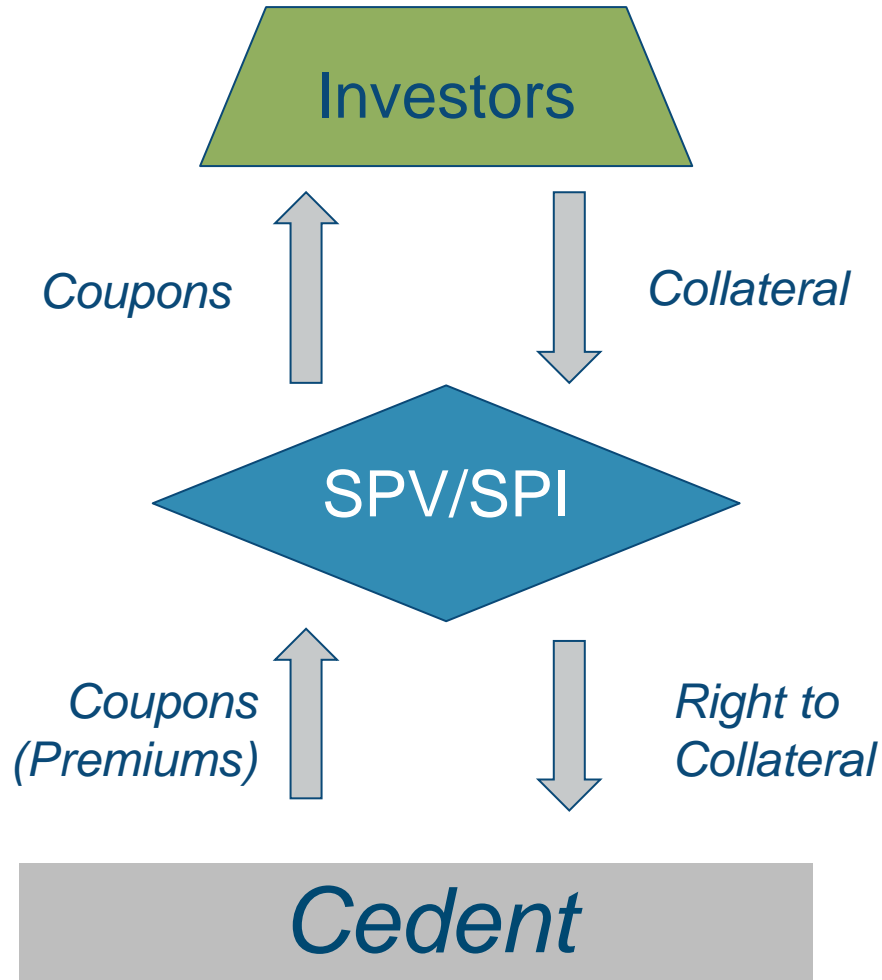 Investors
Coupons
Collateral
SPV/SPI
Coupons
(Premiums)
Right to
Collateral
Cedent